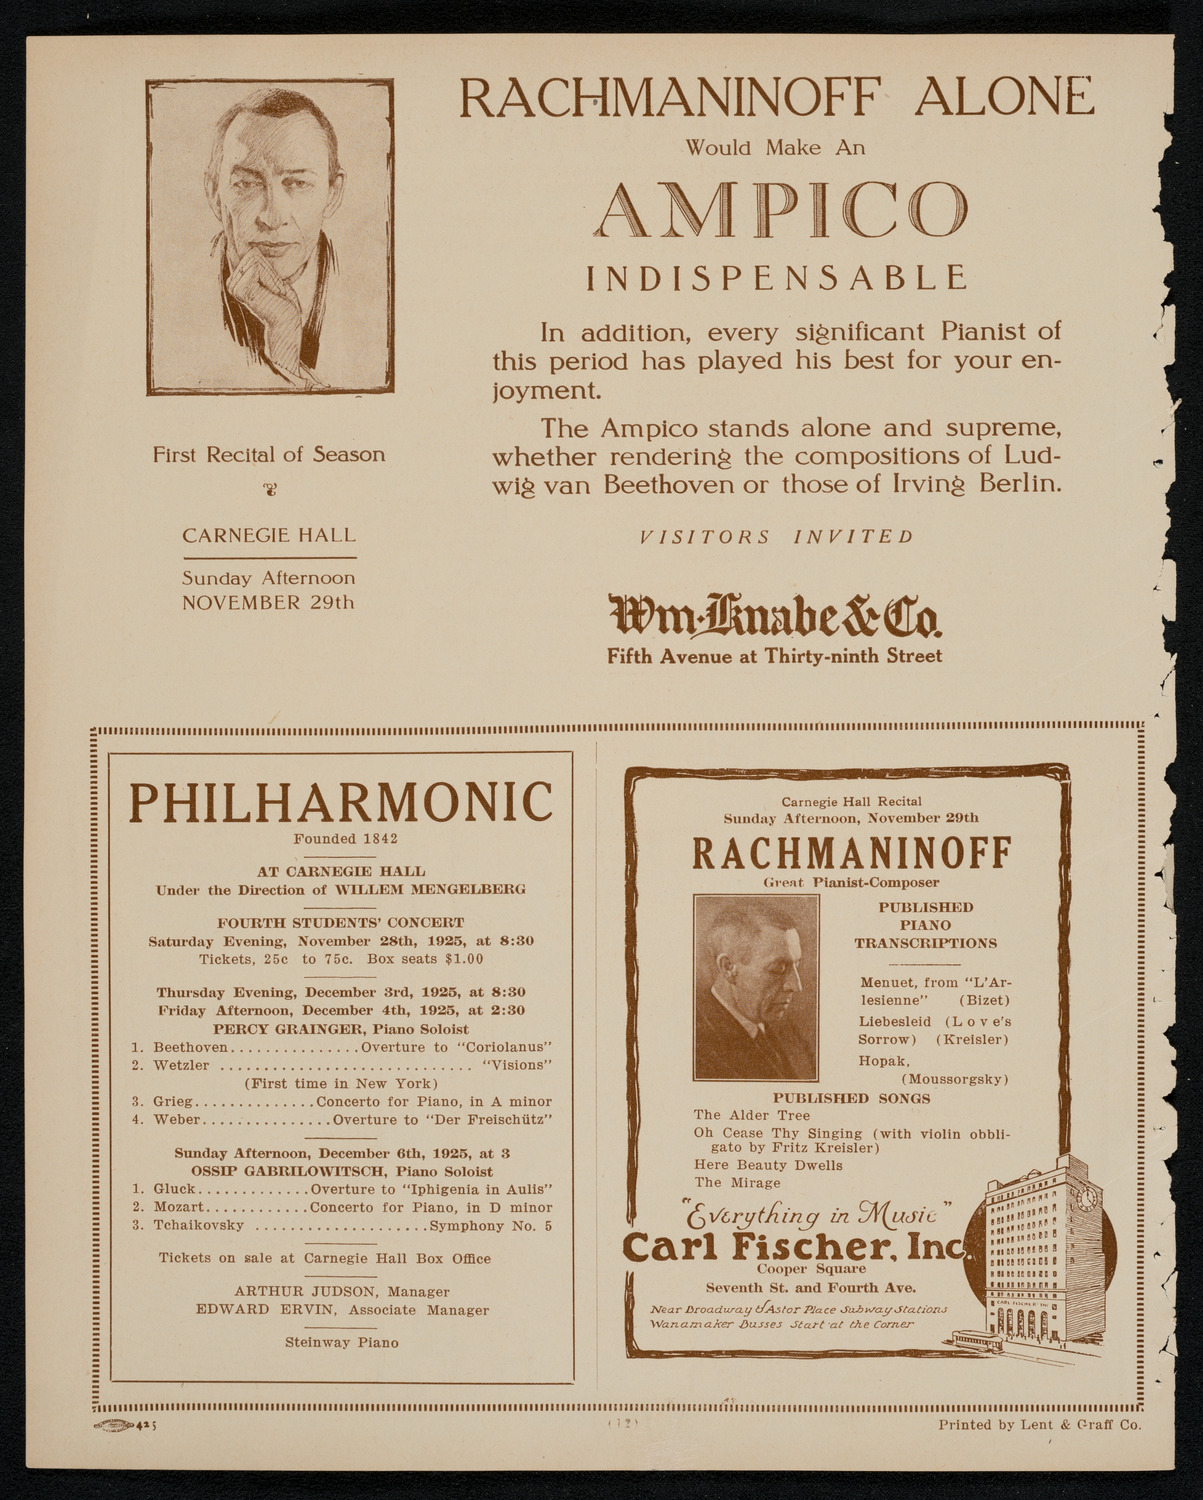 RACHMANINOFF ALONE
Would Make An
AMPICO
INDISPENSABLE
In addition, every significant Pianist of
this period has played his best for your en-
joyment.
The Ampico stands alone and supreme,
whether rendering the compositions of Lud-
wig van Beethoven or those of Irving Berlin.
VISITORS INVITED
Wm. Knabe & Co.
Fifth Avenue at Thirty-ninth Street
First Recital of Season
CARNEGIE HALL
Sunday Afternoon
NOVEMBER 29th
PHILHARMONIC
Founded 1842
AT CARNEGIE HALL
Under the Direction of WILLEM MENGELBERG
FOURTH STUDENTS' CONCERT
Saturday Evening, November 28th, 1925, at 8:30
Tickets, 25c to 75c. Box seats $1.00
Thursday Evening, December 3rd, 1925, at 8:30
Friday Afternoon, December 4th, 1925, at 2:30
PERCY GRAINGER, Piano Soloist
1. Beethoven...............Overture to "Coriolanus"
2. Wetzler ............................ "Visions"
(First time in New York)
3. Grieg..............Concerto for Piano, in A minor
4. Weber...............Overture to "Der Freischütz"
Sunday Afternoon, December 6th, 1925, at 3
OSSIP GABRILOWITSCH, Piano Soloist
1. Gluck.............Overture to "Iphigenia in Aulis"
2. Mozart............Concerto for Piano, in D minor
3. Tchaikovsky ....................Symphony No. 5
Tickets on sale at Carnegie Hall Box Office
ARTHUR JUDSON, Manager
EDWARD ERVIN, Associate Manager
Steinway Piano
Carnegie Hall Recital
Sunday Afternoon, November 29th
RACHMANINOFF
Great Pianist-Composer
PUBLISHED
PIANO
TRANSCRIPTIONS
Menuet, from "L'Ar-
lesienne" (Bizet)
Liebesleid (Love's
Sorrow) (Kreisler)
Hopak,
(Moussorgsky)
PUBLISHED SONGS
The Alder Tree
Oh Cease Thy Singing (with violin obbli-
gato by Fritz Kreisler)
Here Beauty Dwells
The Mirage
"Everything in Music"
Carl Fischer, Inc.
Cooper Square
Seventh St. and Fourth Ave.
Near Broadway & Astor Place Subway Stations
Wanamaker Busses Start at the Corner
CARL FISCHER INC
425
(12)
Printed by Lent & Graff Co.